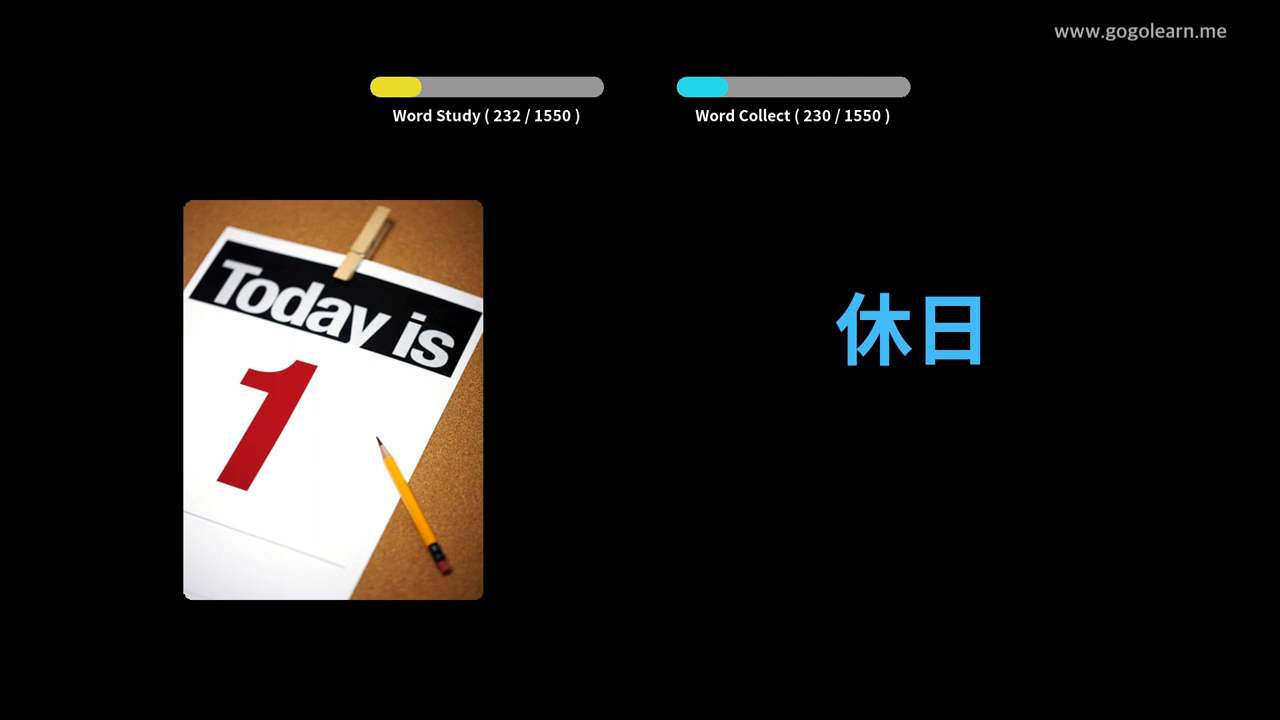 www.gogolearn.me
Word Study ( 232 / 1550 )
Word Collect ( 230 / 1550 )
Today is
1
休日